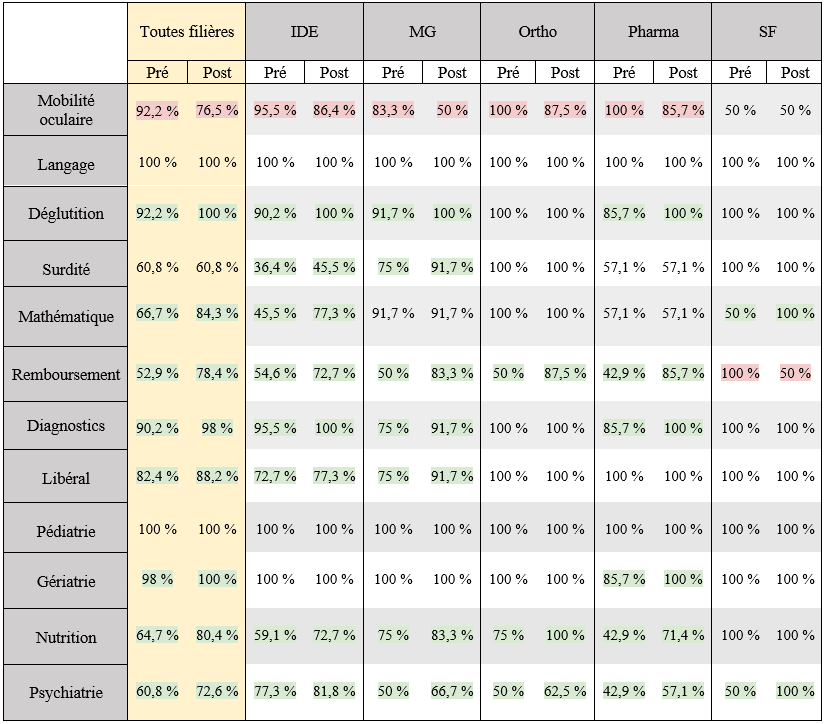 Toutes filières IDE MG Ortho Pharma SF
Pré Post Pré Post Pré Post Pré Post Pré Post Pré Post
Mobilité
oculaire 92,2 % 76,5 % 95,5 % 86,4 % 83,3 % 50 % 100 % 87,5 % 100 % 85,7 % 50 % 50 %
Langage 100 % 100 % 100 % 100 % 100 % 100 % 100 % 100 % 100 % 100 % 100 % 100 %
Déglutition 92,2 % 100 % 90,2 % 100 % 91,7 % 100 % 100 % 100 % 85,7 % 100 % 100 % 100 %
Surdité 60,8 % 60,8 % 36,4 % 45,5 % 75 % 91,7 % 100 % 100 % 57,1 % 57,1 % 100 % 100 %
Mathématique 66,7 % 84,3 % 45,5 % 77,3 % 91,7 % 91,7 % 100 % 100 % 57,1 % 57,1 % 50 % 100 %
Remboursement 52,9 % 78,4 % 54,6 % 72,7 % 50 % 83,3 % 50 % 87,5 % 42,9 % 85,7 % 100 % 50 %
Diagnostics 90,2 % 98 % 95,5 % 100 % 75 % 91,7 % 100 % 100 % 85,7 % 100 % 100 % 100 %
Libéral 82,4 % 88,2 % 72,7 % 77,3 % 75 % 91,7 % 100 % 100 % 100 % 100 % 100 % 100 %
Pédiatrie 100 % 100 % 100 % 100 % 100 % 100 % 100 % 100 % 100 % 100 % 100 % 100 %
Gériatrie 98 % 100 % 100 % 100 % 100 % 100 % 100 % 100 % 85,7 % 100 % 100 % 100 %
Nutrition 64,7 % 80,4 % 59,1 % 72,7 % 75 % 83,3 % 75 % 100 % 42,9 % 71,4 % 100 % 100 %
Psychiatrie 60,8 % 72,6 % 77,3 % 81,8 % 50 % 66,7 % 50 % 62,5 % 42,9 % 57,1 % 50 % 100 %